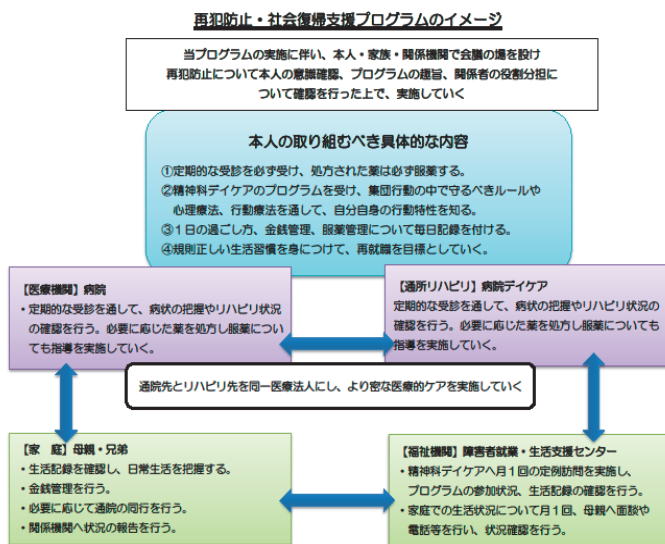 再犯防止・社会復帰支援プログラムのイメージ
当プログラムの実施に伴い、本人・家族・関係機関で会議の場を設け
再犯防止について本人の意識確認、プログラムの趣旨、関係者の役割分担に
ついて確認を行った上で、実施していく
本人の取り組むべき具体的な内容
①定期的な受診を必ず受け、処方された薬は必ず服薬する。
②精神科デイケアのプログラムを受け、集団行動の中で守るべきルールや
心理療法、行動療法を通して、自分自身の行動特性を知る。
③１日の過ごし方、金銭管理、服薬管理について毎日記録を付ける。
④規則正しい生活習慣を身につけて、再就職を目標としていく。
【医療機関】病院
・定期的な受診を通して、病状の把握やリハビリ状況
の確認を行う。必要に応じた薬を処方し服薬につい
ても指導を実施していく。
【通所リハビリ】病院デイケア
定期的な受診を通して、病状の把握やリハビリ状況の
確認を行う。必要に応じた薬を処方し服薬についても
指導を実施していく。
通院先とリハビリ先を同一医療法人にし、より密な医療的ケアを実施していく
【家　庭】母親・兄弟
・生活記録を確認し、日常生活を把握する。
・金銭管理を行う。
・必要に応じて通院の同行を行う。
・関係機関へ状況の報告を行う。
【福祉機関】障害者就業・生活支援センター
・精神科デイケアへ月１回の定例訪問を実施し、
プログラムの参加状況、生活記録の確認を行う。
・家庭での生活状況について月１回、母親へ面談や
電話等を行い、状況確認を行う。